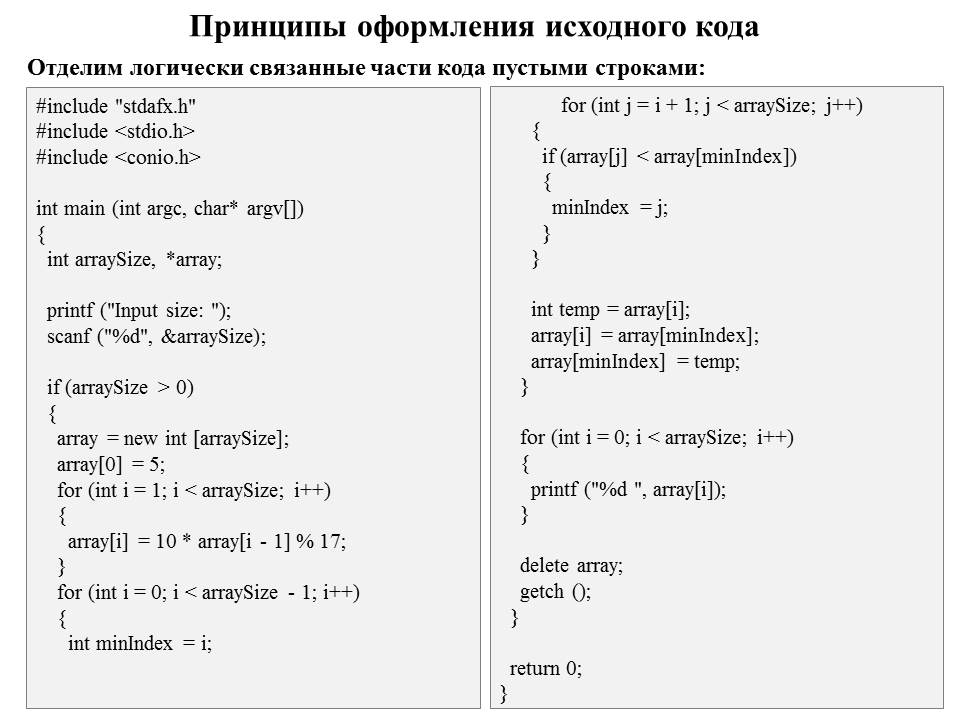 Принципы оформления исходного кода
Отделим логически связанные части кода пустыми строками:
#include "stdafx.h"
#include <stdio.h>
#include <conio.h>
int main (int argc, char* argv[])
{
int arraySize, *array;
printf ("Input size: ");
scanf ("%d", &arraySize);
if (arraySize > 0)
{
array = new int [arraySize];
array[0] = 5;
for (int i = 1; i < arraySize; i++)
{
array[i] = 10 * array[i - 1] % 17;
}
for (int i = 0; i < arraySize - 1; i++)
{
int minIndex = i;
for (int j = i + 1; j < arraySize; j++)
{
if (array[j] < array[minIndex])
{
minIndex = j;
}
}
int temp = array[i];
array[i] = array[minIndex];
array[minIndex] = temp;
}
for (int i = 0; i < arraySize; i++)
{
printf ("%d ", array[i]);
}
delete array;
getch ();
}
return 0;
}